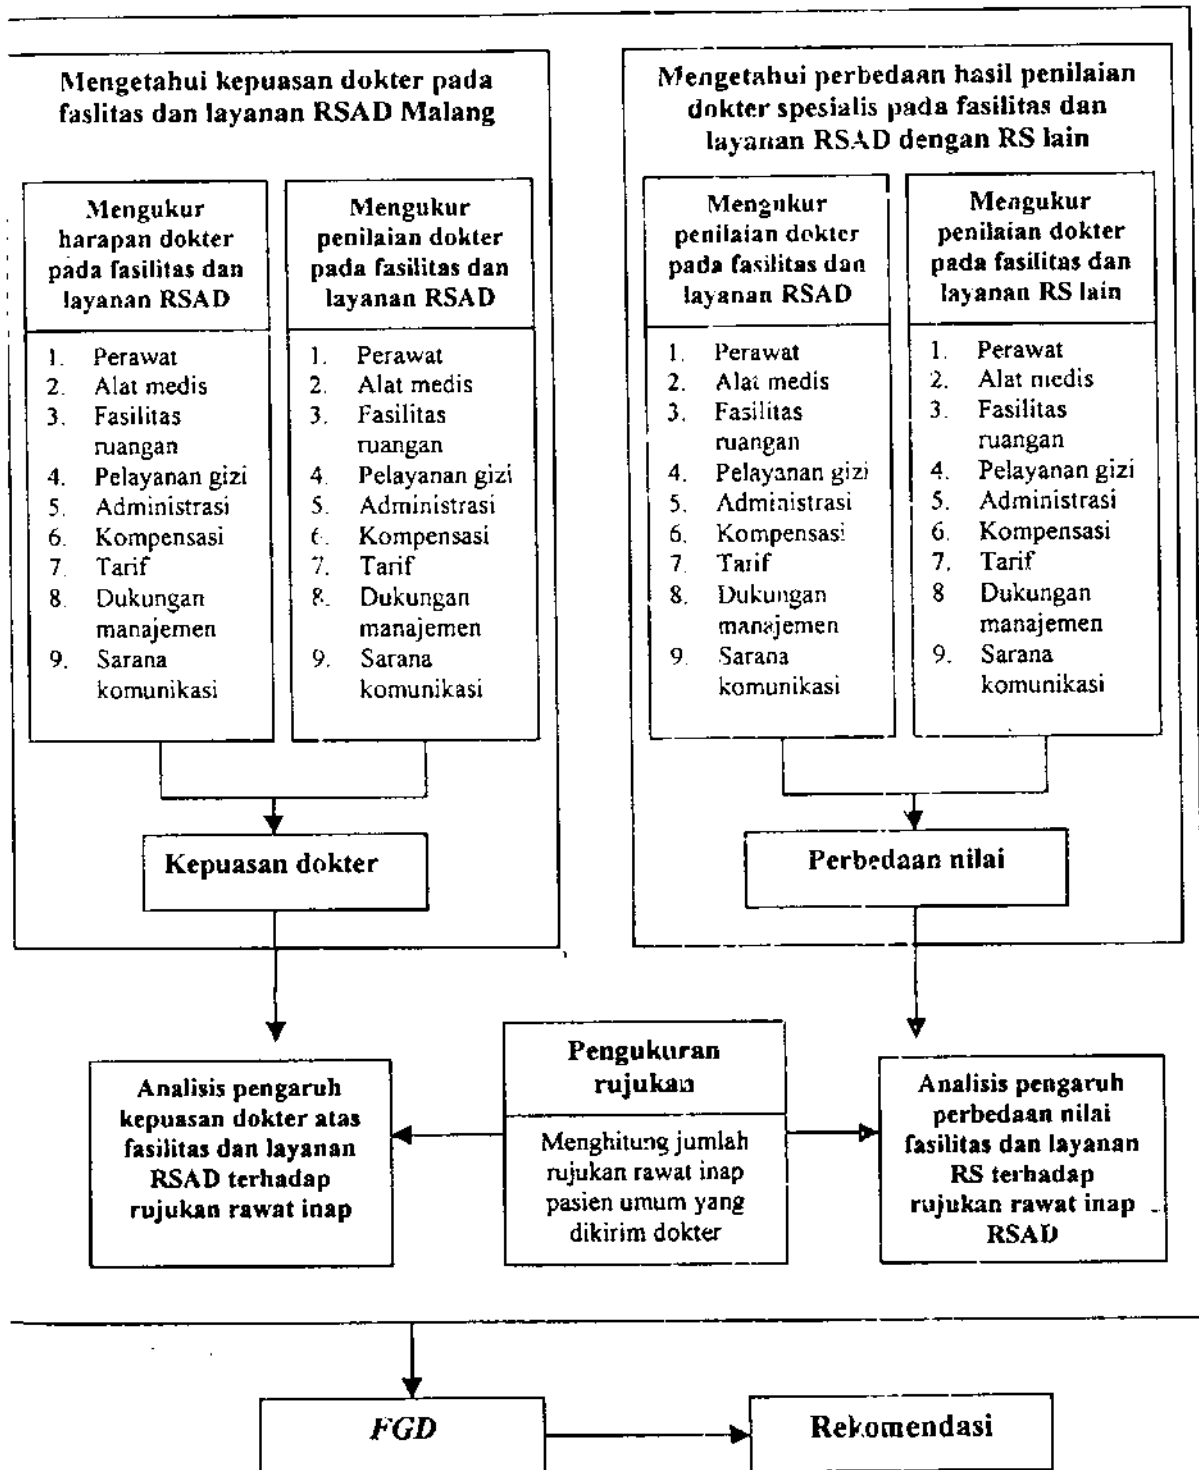 Mengetahui kepuasan dokter pada
faslitas dan layanan RSAD Malang
Mengukur
harapan dokter
pada fasilitas dan
layanan RSAD
1. Perawat
2. Alat medis
3. Fasilitas
ruangan
4. Pelayanan gizi
5. Administrasi
6. Kompensasi
7. Tarif
8. Dukungan
manajemen
9. Sarana
komunikasi
Mengukur
penilaian dokter
pada fasilitas dan
layanan RSAD
1. Perawat
2. Alat medis
3. Fasilitas
ruangan
4. Pelayanan gizi
5. Administrasi
6. Kompensasi
7. Tarif
8. Dukungan
manajemen
9. Sarana
komunikasi
Kepuasan dokter
Mengetahui perbedaan hasil penilaian
dokter spesialis pada fasilitas dan
layanan RSAD dengan RS lain
Mengukur
penilaian dokter
pada fasilitas dan
layanan RSAD
1. Perawat
2. Alat medis
3. Fasilitas
ruangan
4. Pelayanan gizi
5. Administrasi
6. Kompensasi
7. Tarif
8. Dukungan
manajemen
9. Sarana
komunikasi
Mengukur
penilaian dokter
pada fasilitas dan
layanan RS lain
1. Perawat
2. Alat medis
3. Fasilitas
ruangan
4. Pelayanan gizi
5. Administrasi
6. Kompensasi
7. Tarif
8 Dukungan
manajemen
9. Sarana
komunikasi
Perbedaan nilai
Analisis pengaruh
kepuasan dokter atas
fasilitas dan layanan
RSAD terhadap
rujukan rawat inap
Pengukuran
rujukan
Menghitung jumlah
rujukan rawat inap
pasien umum yang
dikirim dokter
Analisis pengaruh
perbedaan nilai
fasilitas dan layanan
RS terhadap
rujukan rawat inap
RSAD
FGD
Rekomendasi